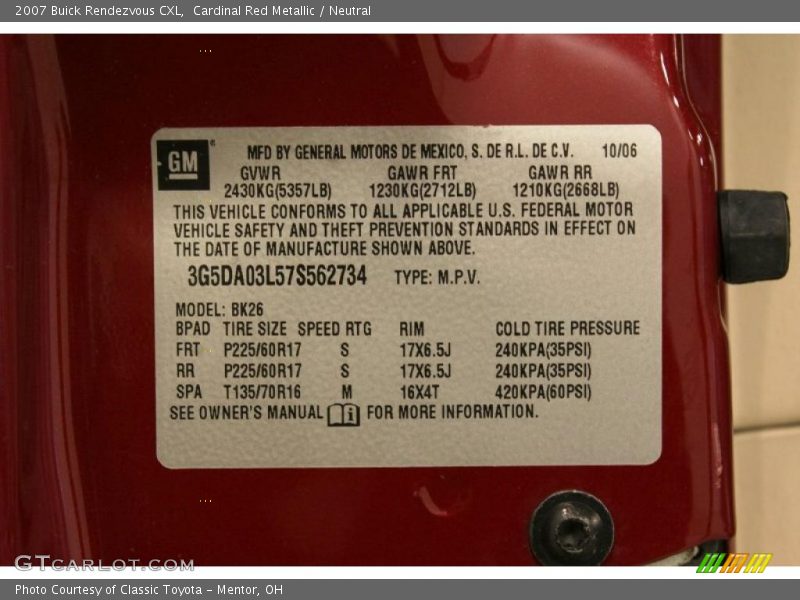 2007 Buick Rendezvous CXL,  Cardinal Red Metallic / Neutral
GM
MFD BY GENERAL MOTORS DE MEXICO, S. DE R.L. DE C.V. 10/06
GVWR GAWR FRT GAWR RR
2430KG(5357LB) 1230KG(2712LB) 1210KG(2668LB)
THIS VEHICLE CONFORMS TO ALL APPLICABLE U.S. FEDERAL MOTOR
VEHICLE SAFETY AND THEFT PREVENTION STANDARDS IN EFFECT ON
THE DATE OF MANUFACTURE SHOWN ABOVE.
3G5DA03L57S562734 TYPE: M.P.V.
MODEL: BK26
BPAD TIRE SIZE SPEED RTG RIM COLD TIRE PRESSURE
FRT P225/60R17 S 17X6.5J 240KPA(35PSI)
RR P225/60R17 S 17X6.5J 240KPA(35PSI)
SPA T135/70R16 M 16X4T 420KPA(60PSI)
SEE OWNER'S MANUAL FOR MORE INFORMATION.
GTCARLOT.COM
Photo Courtesy of Classic Toyota - Mentor, OH